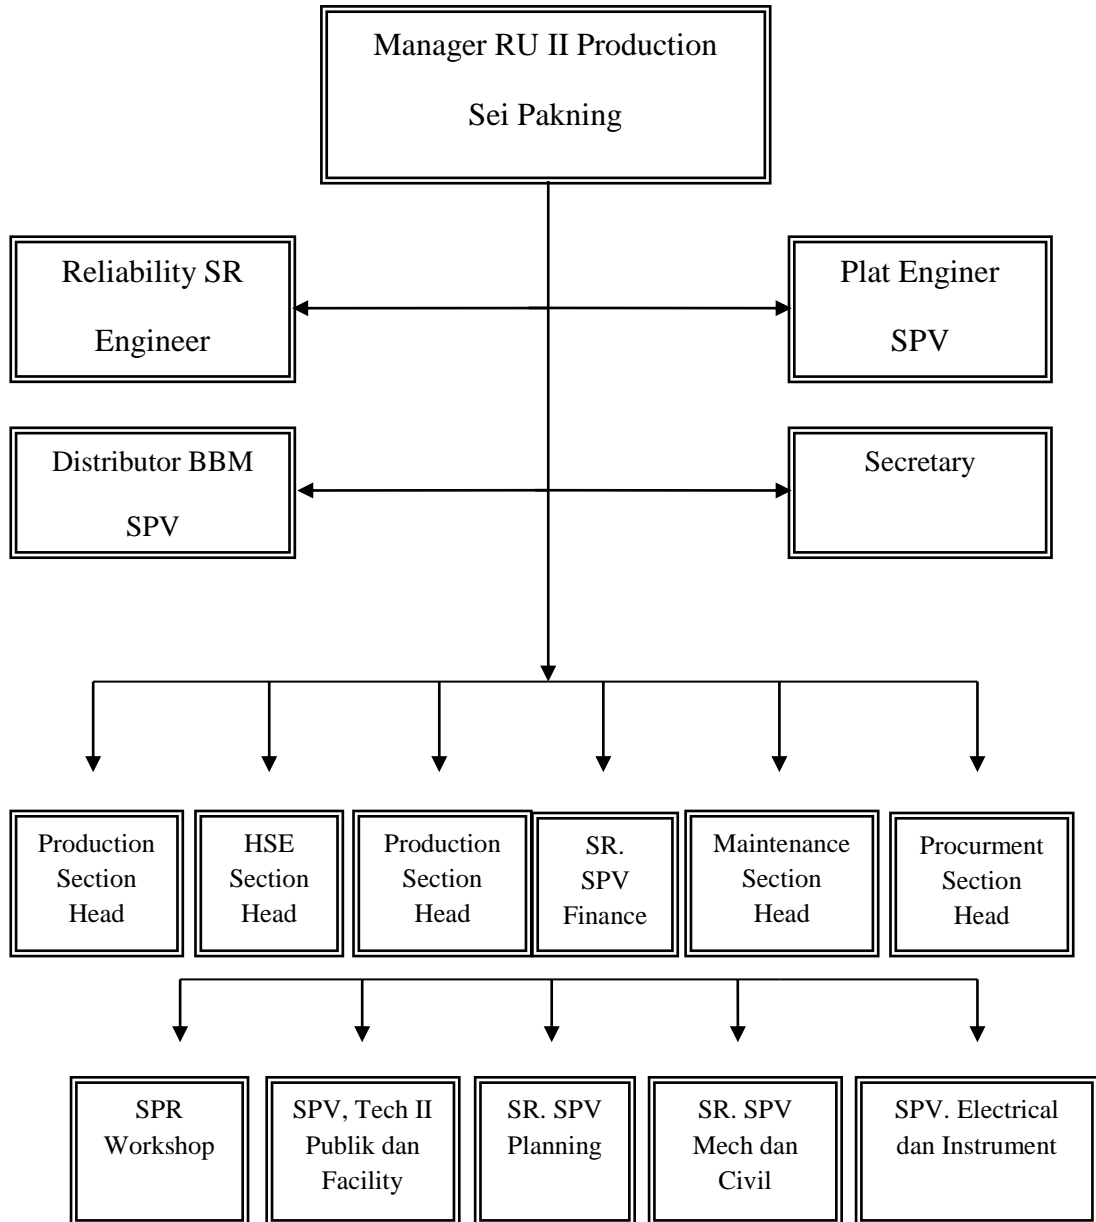 Manager RU II Production
Sei Pakning
Reliability SR
Engineer
Plat Enginer
SPV
Distributor BBM
SPV
Secretary
Production
Section
Head
HSE
Section
Head
Production
Section
Head
SR.
SPV
Finance
Maintenance
Section
Head
Procurment
Section
Head
SPR
Workshop
SPV, Tech II
Publik dan
Facility
SR. SPV
Planning
SR. SPV
Mech dan
Civil
SPV. Electrical
dan Instrument